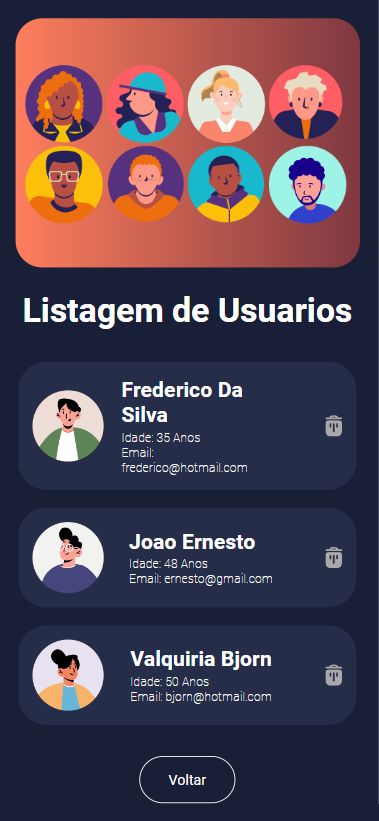 Listagem de Usuarios
Frederico Da
Silva
Idade: 35 Anos
Email:
frederico@hotmail.com
Joao Ernesto
Idade: 48 Anos
Email: ernesto@gmail.com
Valquiria Bjorn
Idade: 50 Anos
Email: bjorn@hotmail.com
Voltar